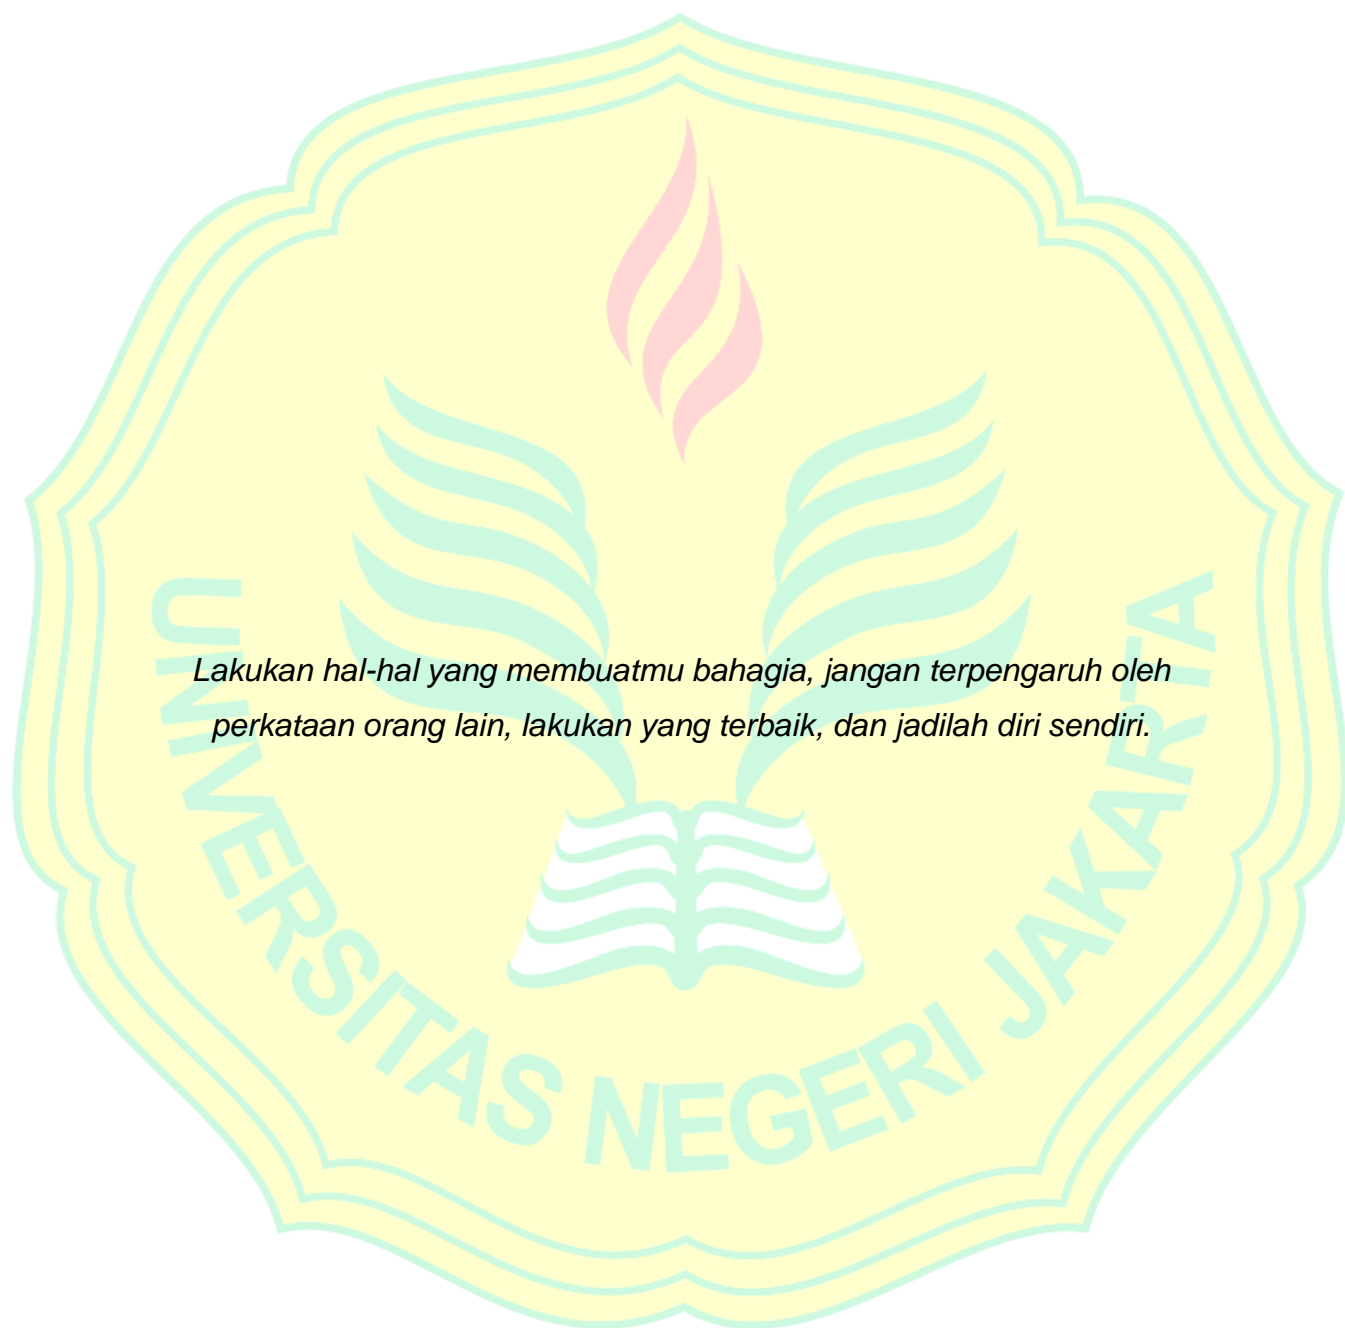 Lakukan hal-hal yang membuatmu bahagia, jangan terpengaruh oleh
perkataan orang lain, lakukan yang terbaik, dan jadilah diri sendiri.
UNIVERSITAS NEGERI JAKARTA